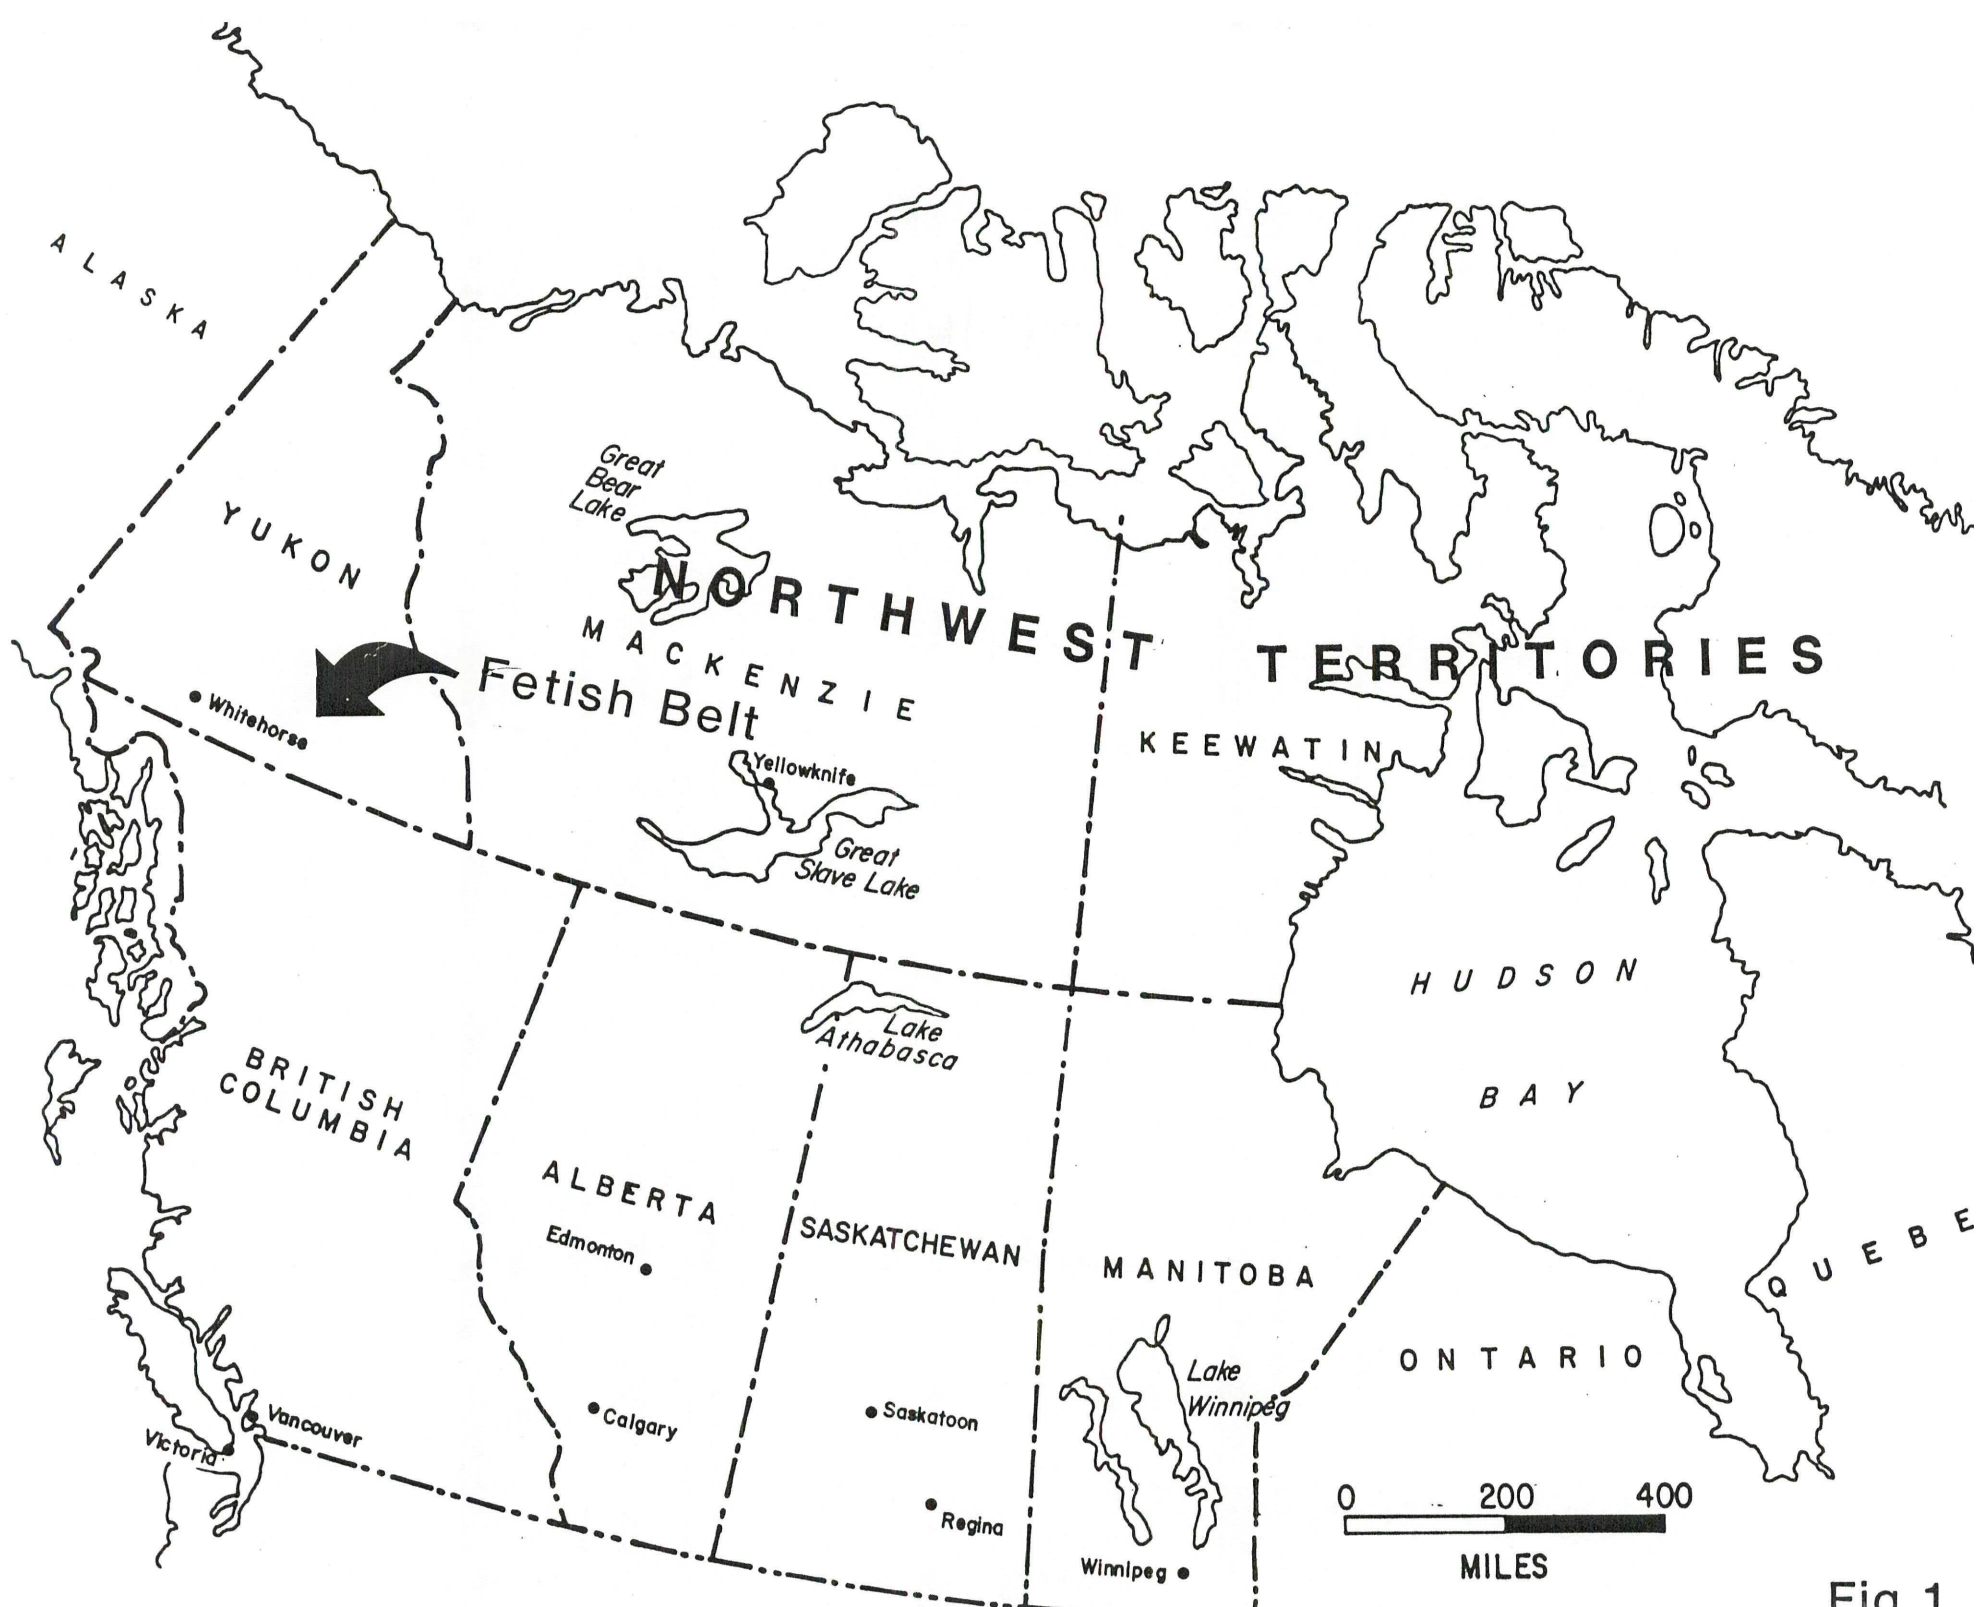 ALASKA
YUKON
Great
Bear
Lake
NORTHWEST TERRITORIES
MACKENZIE
Fetish Belt
Whitehorse
KEEWATIN
Yellowknife
Great
Slave Lake
HUDSON
BAY
Lake
Athabasca
BRITISH
COLUMBIA
ALBERTA
Edmonton
SASKATCHEWAN
MANITOBA
QUEBE
ONTARIO
Lake
Winnipeg
Calgary
Saskatoon
Vancouver
Victoria
Regina
Winnipeg
0 200 400
MILES
Fig 1